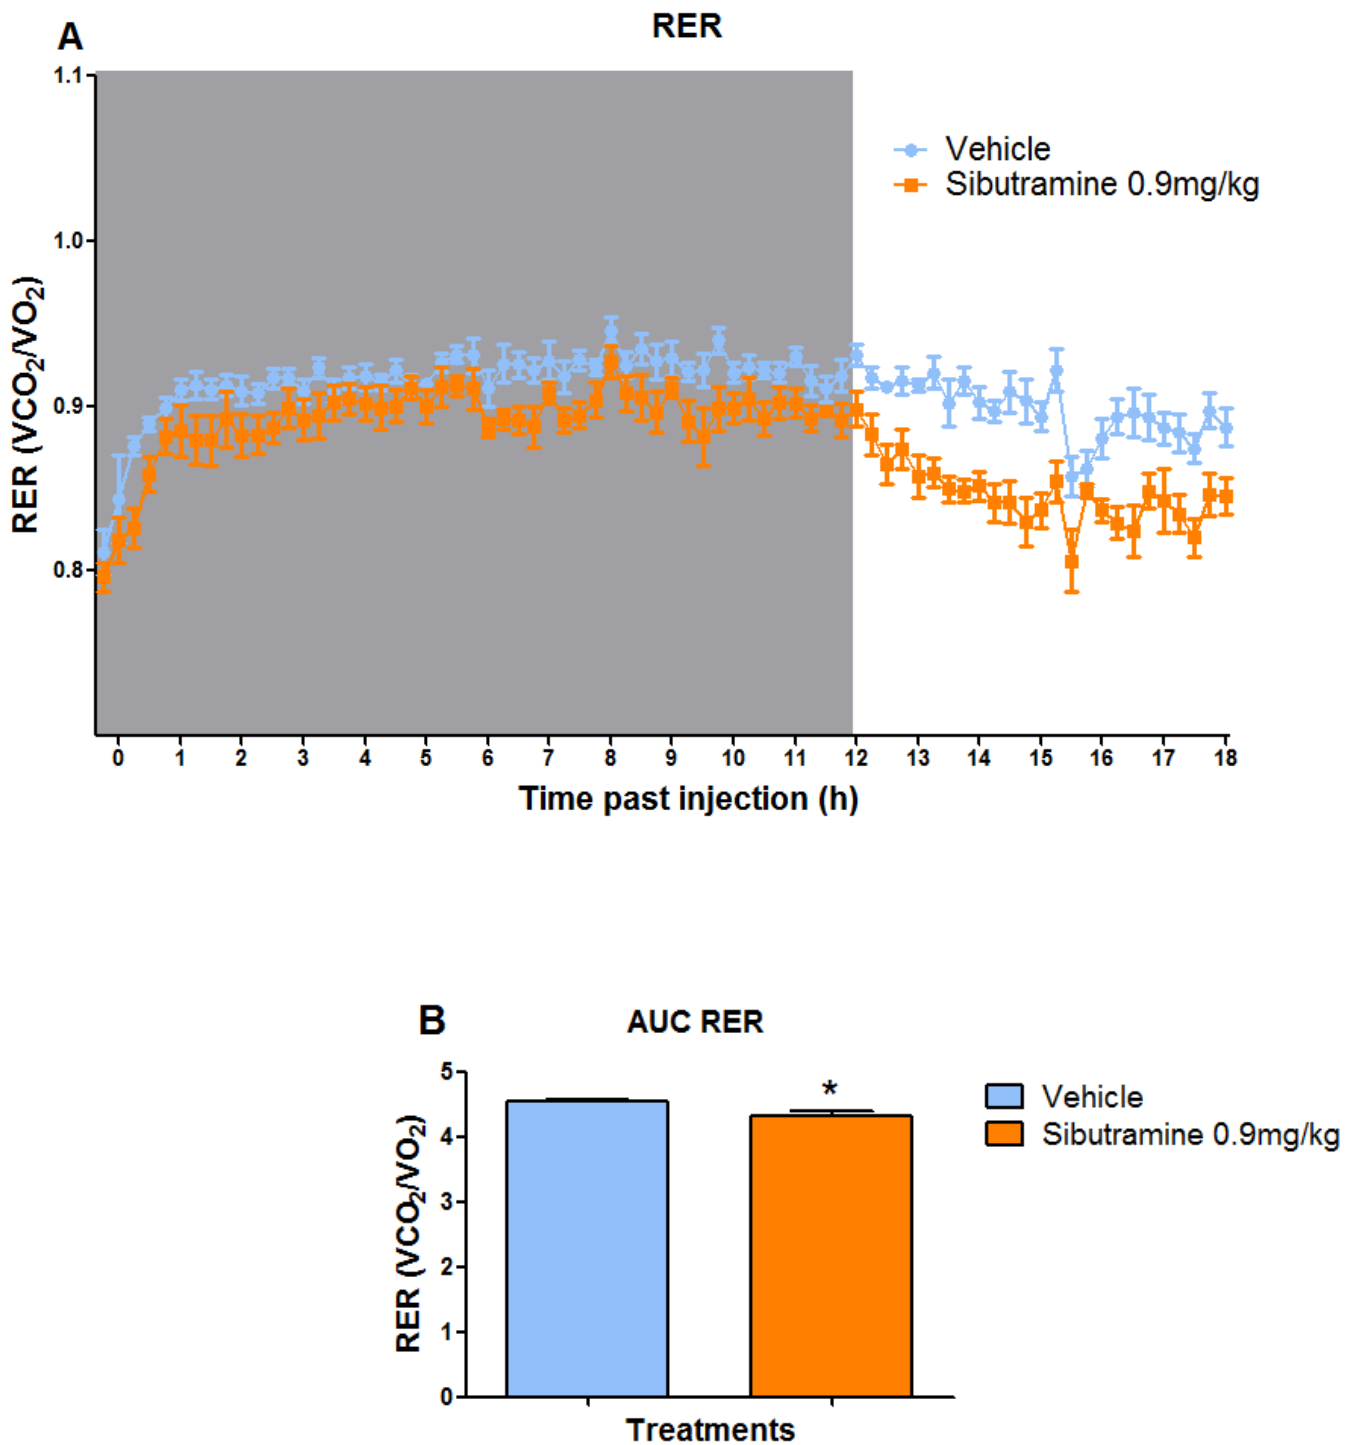 A
RER
1.1
1.0
0.9
0.8
RER (VCO₂/VO₂)
Vehicle
Sibutramine 0.9mg/kg
0 1 2 3 4 5 6 7 8 9 10 11 12 13 14 15 16 17 18
Time past injection (h)
B
AUC RER
5
4
3
2
1
0
RER (VCO₂/VO₂)
*
Vehicle
Sibutramine 0.9mg/kg
Treatments